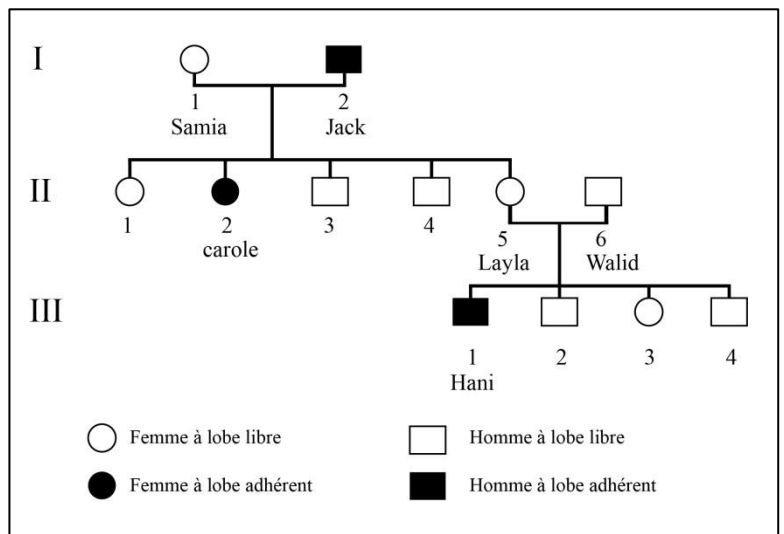 I
1 2
Samia Jack
II
1 2 3 4 5 6
carole Layla Walid
III
1 2 3 4
Hani
Femme à lobe libre Homme à lobe libre
Femme à lobe adhérent Homme à lobe adhérent